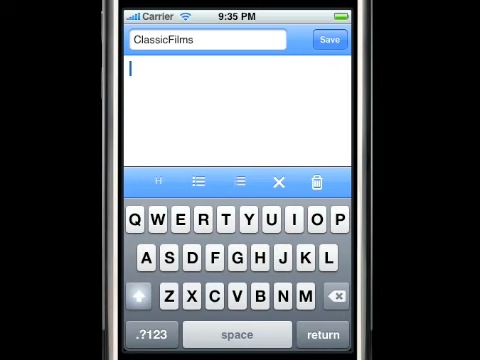 Carrier 9:35 PM
ClassicFilms Save
H
Q W E R T Y U I O P
A S D F G H J K L
Z X C V B N M
.?123 space return